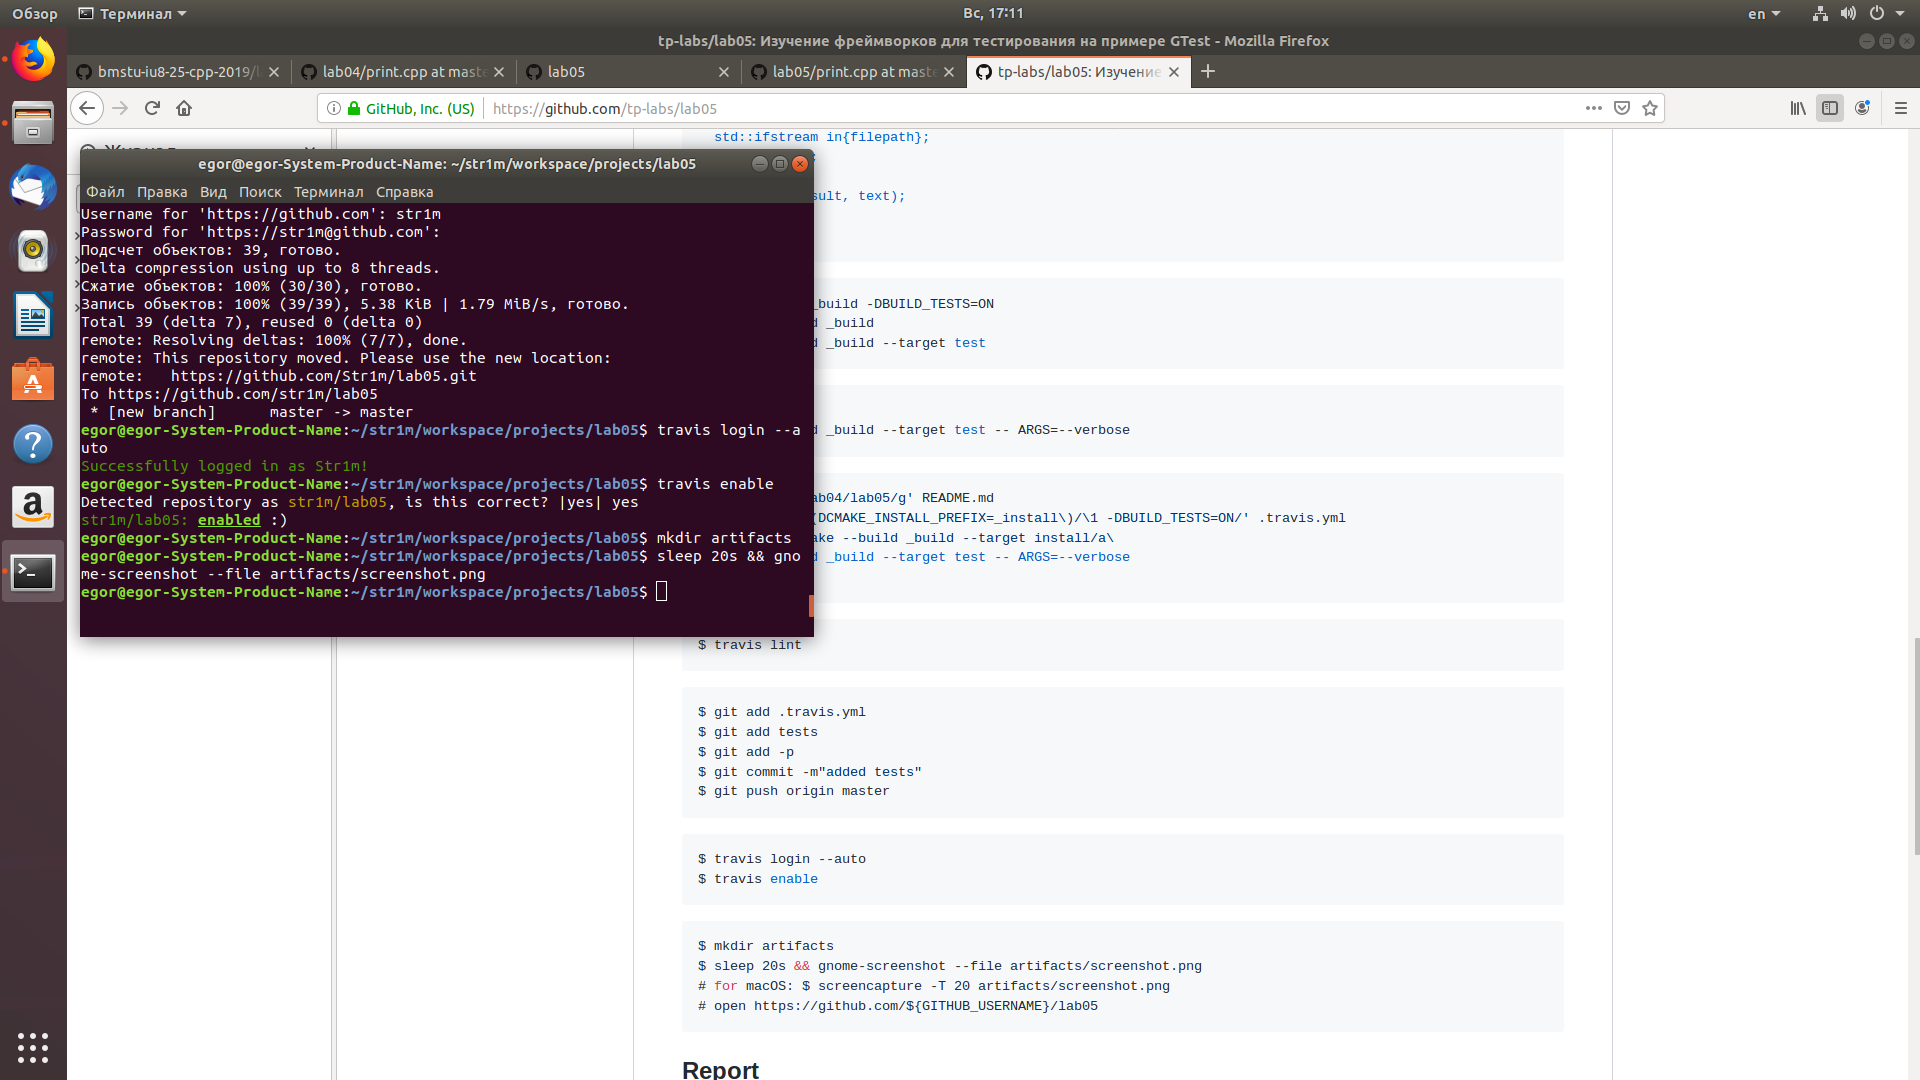 Обзор
Терминал
Вс, 17:11
en
tp-labs/lab05: Изучение фреймворков для тестирования на примере GTest - Mozilla Firefox
bmstu-iu8-25-cpp-2019/
lab04/print.cpp at mast
lab05
lab05/print.cpp at mast
tp-labs/lab05: Изучение
GitHub, Inc. (US)
https://github.com/tp-labs/lab05
egor@egor-System-Product-Name: ~/str1m/workspace/projects/lab05
Файл Правка Вид Поиск Терминал Справка
Username for 'https://github.com': str1m
Password for 'https://str1m@github.com':
Подсчет объектов: 39, готово.
Delta compression using up to 8 threads.
Сжатие объектов: 100% (30/30), готово.
Запись объектов: 100% (39/39), 5.38 KiB | 1.79 MiB/s, готово.
Total 39 (delta 7), reused 0 (delta 0)
remote: Resolving deltas: 100% (7/7), done.
remote: This repository moved. Please use the new location:
remote:   https://github.com/Str1m/lab05.git
To https://github.com/str1m/lab05
 * [new branch]      master -> master
egor@egor-System-Product-Name:~/str1m/workspace/projects/lab05$ travis login --a
uto
Successfully logged in as Str1m!
egor@egor-System-Product-Name:~/str1m/workspace/projects/lab05$ travis enable
Detected repository as str1m/lab05, is this correct? |yes| yes
str1m/lab05: enabled :)
egor@egor-System-Product-Name:~/str1m/workspace/projects/lab05$ mkdir artifacts
egor@egor-System-Product-Name:~/str1m/workspace/projects/lab05$ sleep 20s && gno
me-screenshot --file artifacts/screenshot.png
egor@egor-System-Product-Name:~/str1m/workspace/projects/lab05$
std::ifstream in{filepath};
sult, text);
_build -DBUILD_TESTS=ON
d _build
d _build --target test
d _build --target test -- ARGS=--verbose
ab04/lab05/g' README.md
(DCMAKE_INSTALL_PREFIX=_install\)/\1 -DBUILD_TESTS=ON/' .travis.yml
ake --build _build --target install/a\
d _build --target test -- ARGS=--verbose
$ travis lint
$ git add .travis.yml
$ git add tests
$ git add -p
$ git commit -m"added tests"
$ git push origin master
$ travis login --auto
$ travis enable
$ mkdir artifacts
$ sleep 20s && gnome-screenshot --file artifacts/screenshot.png
# for macOS: $ screencapture -T 20 artifacts/screenshot.png
# open https://github.com/${GITHUB_USERNAME}/lab05
Report